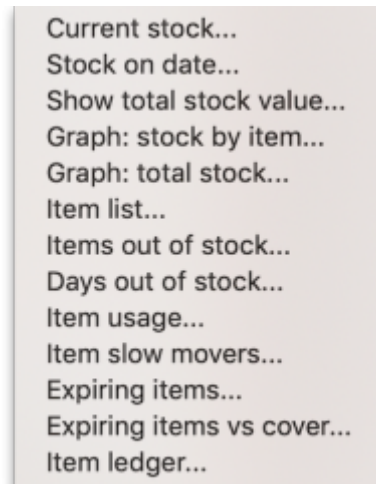 Current stock...
Stock on date...
Show total stock value...
Graph: stock by item...
Graph: total stock...
Item list...
Items out of stock...
Days out of stock...
Item usage...
Item slow movers...
Expiring items...
Expiring items vs cover...
Item ledger...